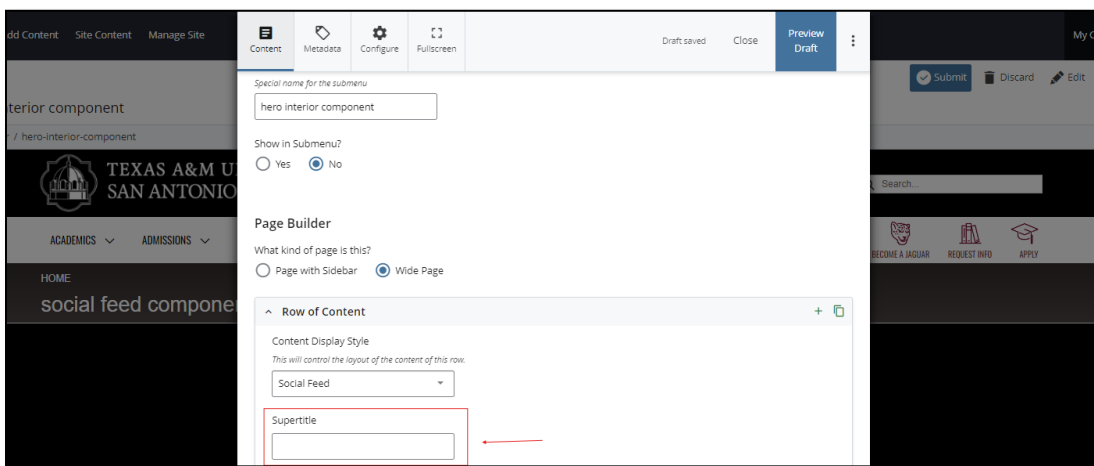 dd Content Site Content Manage Site
Content Metadata Configure Fullscreen
Draft saved Close Preview Draft
My C
Submit Discard Edit
terior component
/ hero-interior-component
Special name for the submenu
hero interior component
Show in Submenu?
Yes No
TEXAS A&M U
SAN ANTONIO
Search...
ACADEMICS ADMISSIONS
BECOME A JAGUAR REQUEST INFO APPLY
HOME
social feed compone
Page Builder
What kind of page is this?
Page with Sidebar Wide Page
Row of Content
Content Display Style
This will control the layout of the content of this row.
Social Feed
Supertitle